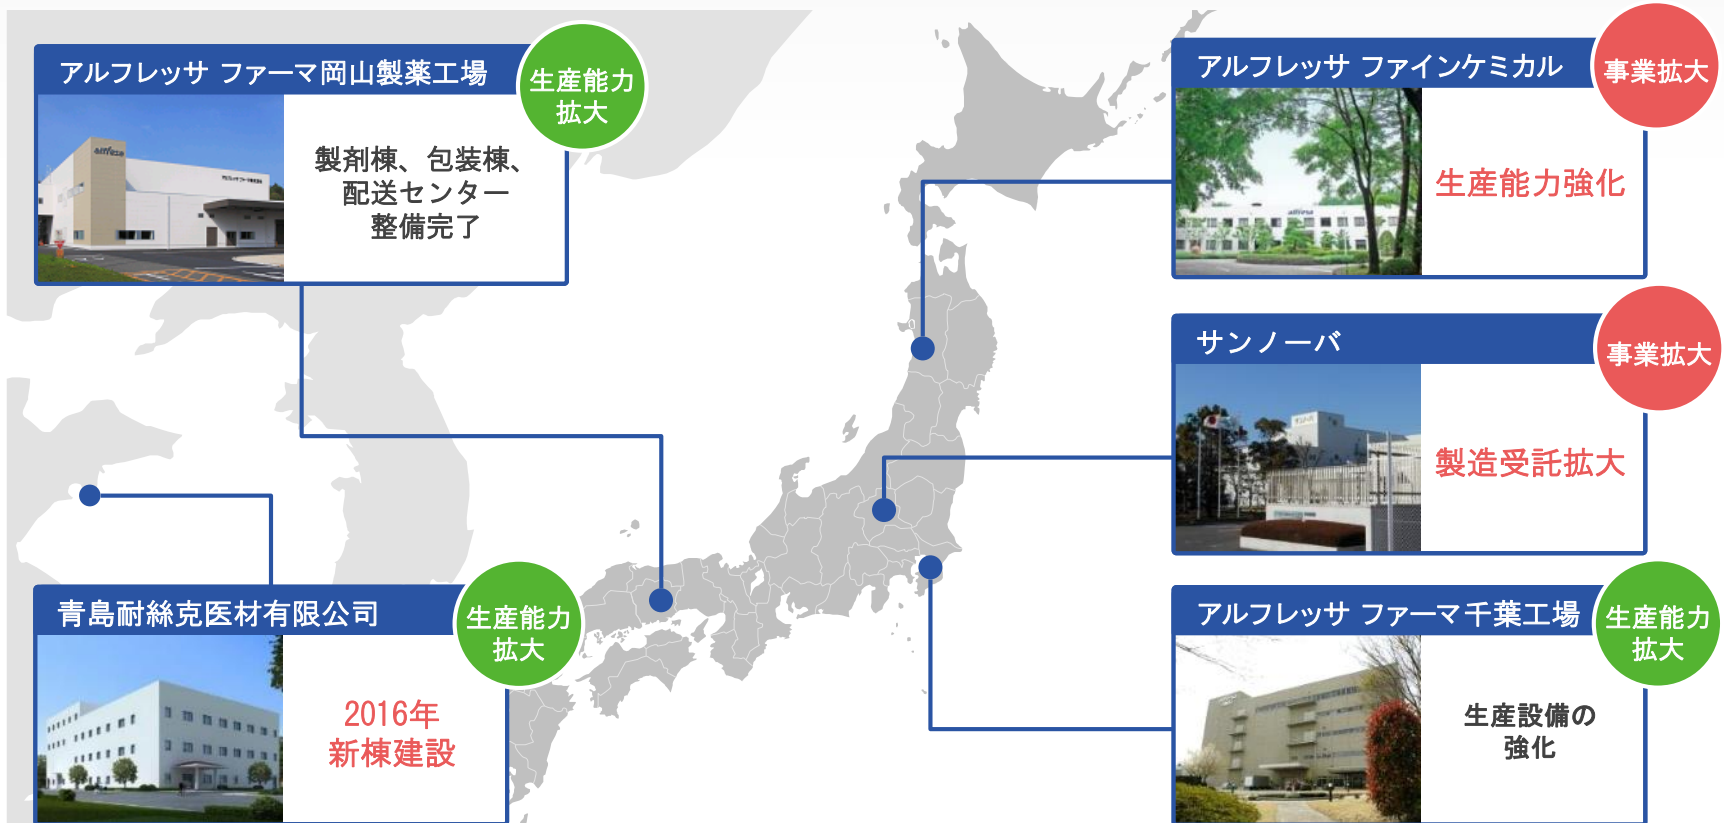 アルフレッサ ファーマ岡山製薬工場
生産能力
拡大
製剤棟、包装棟、
配送センター
整備完了
アルフレッサ ファインケミカル
事業拡大
生産能力強化
サンノーバ
事業拡大
製造受託拡大
青島耐絲克医材有限公司
生産能力
拡大
2016年
新棟建設
アルフレッサ ファーマ千葉工場
生産能力
拡大
生産設備の
強化
alfresa
alfresa